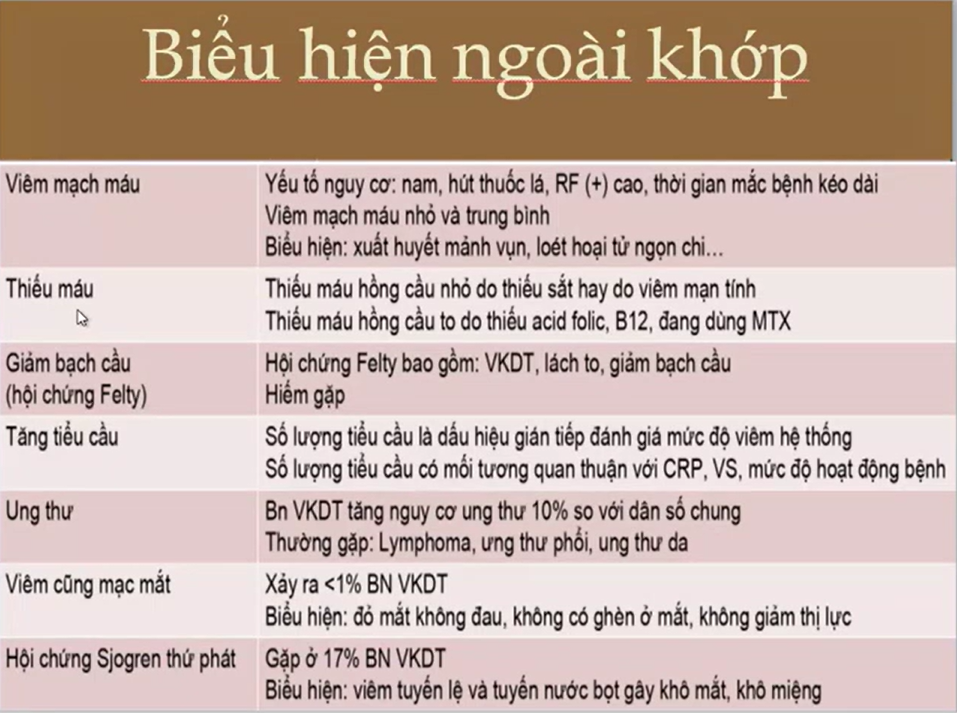 Biểu hiện ngoài khớp
Viêm mạch máu
Yếu tố nguy cơ: nam, hút thuốc lá, RF (+) cao, thời gian mắc bệnh kéo dài
Viêm mạch máu nhỏ và trung bình
Biểu hiện: xuất huyết mảnh vụn, loét hoại tử ngọn chi...
Thiếu máu
Thiếu máu hồng cầu nhỏ do thiếu sắt hay do viêm mạn tính
Thiếu máu hồng cầu to do thiếu acid folic, B12, đang dùng MTX
Giảm bạch cầu
(hội chứng Felty)
Hội chứng Felty bao gồm: VKDT, lách to, giảm bạch cầu
Hiếm gặp
Tăng tiểu cầu
Số lượng tiểu cầu là dấu hiệu gián tiếp đánh giá mức độ viêm hệ thống
Số lượng tiểu cầu có mối tương quan thuận với CRP, VS, mức độ hoạt động bệnh
Ung thư
Bn VKDT tăng nguy cơ ung thư 10% so với dân số chung
Thường gặp: Lymphoma, ưng thư phổi, ung thư da
Viêm cũng mạc mắt
Xảy ra <1% BN VKDT
Biểu hiện: đỏ mắt không đau, không có ghèn ở mắt, không giảm thị lực
Hội chứng Sjogren thứ phát
Gặp ở 17% BN VKDT
Biểu hiện: viêm tuyến lệ và tuyến nước bọt gây khô mắt, khô miệng